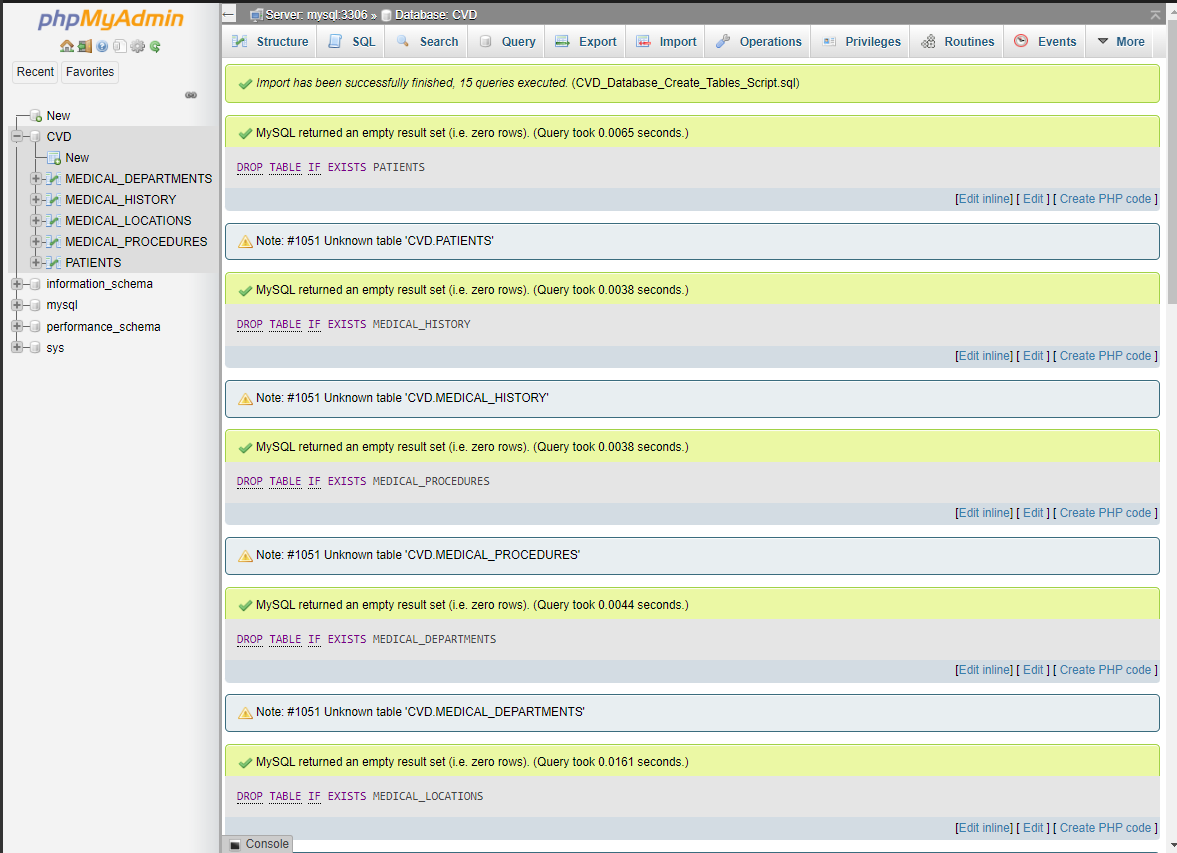 phpMyAdmin
Recent Favorites
New
CVD
New
MEDICAL_DEPARTMENTS
MEDICAL_HISTORY
MEDICAL_LOCATIONS
MEDICAL_PROCEDURES
PATIENTS
information_schema
mysql
performance_schema
sys
Server: mysql:3306 » Database: CVD
Structure SQL Search Query Export Import Operations Privileges Routines Events More
Import has been successfully finished, 15 queries executed. (CVD_Database_Create_Tables_Script.sql)
MySQL returned an empty result set (i.e. zero rows). (Query took 0.0065 seconds.)
DROP TABLE IF EXISTS PATIENTS
[Edit inline] [ Edit ] [ Create PHP code ]
Note: #1051 Unknown table 'CVD.PATIENTS'
MySQL returned an empty result set (i.e. zero rows). (Query took 0.0038 seconds.)
DROP TABLE IF EXISTS MEDICAL_HISTORY
[Edit inline] [ Edit ] [ Create PHP code ]
Note: #1051 Unknown table 'CVD.MEDICAL_HISTORY'
MySQL returned an empty result set (i.e. zero rows). (Query took 0.0038 seconds.)
DROP TABLE IF EXISTS MEDICAL_PROCEDURES
[Edit inline] [ Edit ] [ Create PHP code ]
Note: #1051 Unknown table 'CVD.MEDICAL_PROCEDURES'
MySQL returned an empty result set (i.e. zero rows). (Query took 0.0044 seconds.)
DROP TABLE IF EXISTS MEDICAL_DEPARTMENTS
[Edit inline] [ Edit ] [ Create PHP code ]
Note: #1051 Unknown table 'CVD.MEDICAL_DEPARTMENTS'
MySQL returned an empty result set (i.e. zero rows). (Query took 0.0161 seconds.)
DROP TABLE IF EXISTS MEDICAL_LOCATIONS
[Edit inline] [ Edit ] [ Create PHP code ]
Console